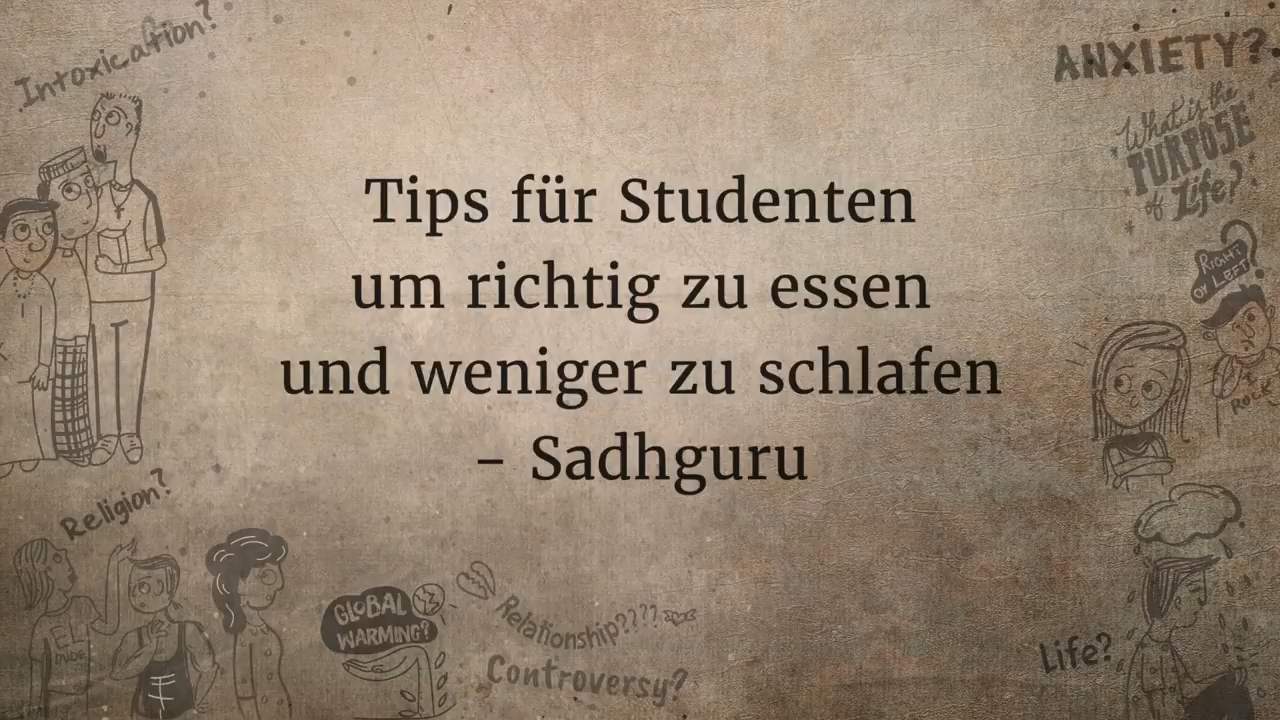 Intoxication?
ANXIETY?
What is the
PURPOSE
of Life?
Tips für Studenten
um richtig zu essen
und weniger zu schlafen
- Sadhguru
RIGHT
OY LEFT
ROCK
Religion?
GLOBAL
WARMING?
Relationship????
Controversy?
Life?